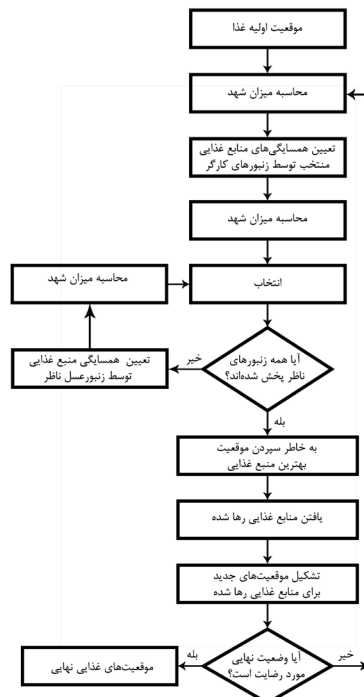 موقعیت اولیه غذا
محاسبه میزان شهد
تعیین همسایگی‌های منابع غذایی
منتخب توسط زنبورهای کارگر
محاسبه میزان شهد
محاسبه میزان شهد
انتخاب
آیا همه زنبورهای
ناظر پخش شده‌اند؟
خیر
تعیین همسایگی منبع غذایی
توسط زنبورعسل ناظر
بله
به خاطر سپردن موقعیت
بهترین منبع غذایی
یافتن منابع غذایی رها شده
تشکیل موقعیت‌های جدید
برای منابع غذایی رها شده
خیر
آیا وضعیت نهایی
مورد رضایت است؟
بله
موقعیت‌های غذایی نهایی